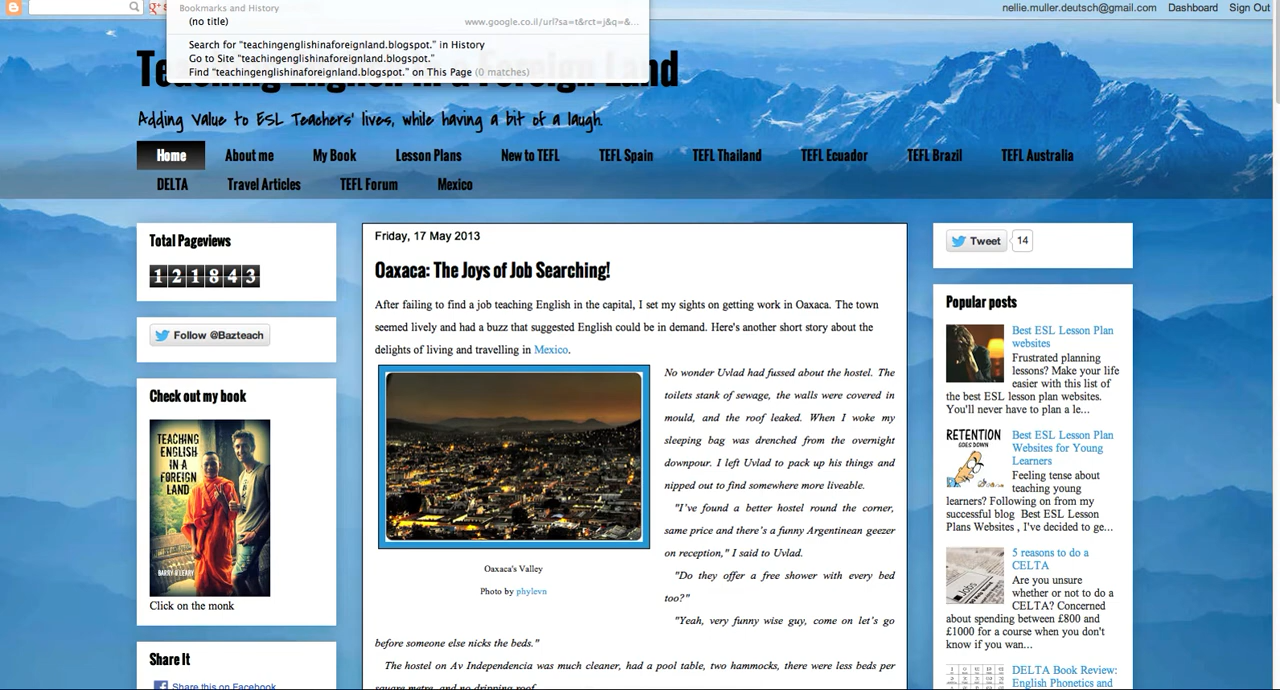 Bookmarks and History
(no title)
www.google.co.il/url?sa=t&rct=j&q=&...
Search for "teachingenglishinaforeignland.blogspot." in History
Go to Site "teachingenglishinaforeignland.blogspot."
Find "teachingenglishinaforeignland.blogspot." on This Page (0 matches)
nellie.muller.deutsch@gmail.com Dashboard Sign Out
Teaching English in a Foreign Land
Adding Value to ESL Teachers' lives, while having a bit of a laugh.
Home About me My Book Lesson Plans New to TEFL TEFL Spain TEFL Thailand TEFL Ecuador TEFL Brazil TEFL Australia
DELTA Travel Articles TEFL Forum Mexico
Total Pageviews
121843
Follow @Bazteach
Check out my book
TEACHING
ENGLISH
IN A
FOREIGN
LAND
BARRY O'LEARY
Click on the monk
Share It
Share this on Facebook
Friday, 17 May 2013
Oaxaca: The Joys of Job Searching!
After failing to find a job teaching English in the capital, I set my sights on getting work in Oaxaca. The town
seemed lively and had a buzz that suggested English could be in demand. Here's another short story about the
delights of living and travelling in Mexico.
Oaxaca's Valley
Photo by phylevn
No wonder Uvlad had fussed about the hostel. The
toilets stank of sewage, the walls were covered in
mould, and the roof leaked. When I woke my
sleeping bag was drenched from the overnight
downpour. I left Uvlad to pack up his things and
nipped out to find somewhere more liveable.
"I've found a better hostel round the corner,
same price and there's a funny Argentinean geezer
on reception," I said to Uvlad.
"Do they offer a free shower with every bed
too?"
"Yeah, very funny wise guy, come on let's go
before someone else nicks the beds."
The hostel on Av Independencia was much cleaner, had a pool table, two hammocks, there were less beds per
square metre, and no dripping roof.
Tweet 14
Popular posts
Best ESL Lesson Plan
websites
Frustrated planning
lessons? Make your life
easier with this list of
the best ESL lesson plan websites.
You'll never have to plan a le...
RETENTION
GOES DOWN
Best ESL Lesson Plan
Websites for Young
Learners
Feeling tense about
teaching young
learners? Following on from my
successful blog Best ESL Lesson
Plans Websites , I've decided to ge...
Jobs
5 reasons to do a
CELTA
Are you unsure
whether or not to do a
CELTA? Concerned
about spending between £800 and
£1000 for a course when you don't
know if you wan...
DELTA Book Review:
English Phonetics and